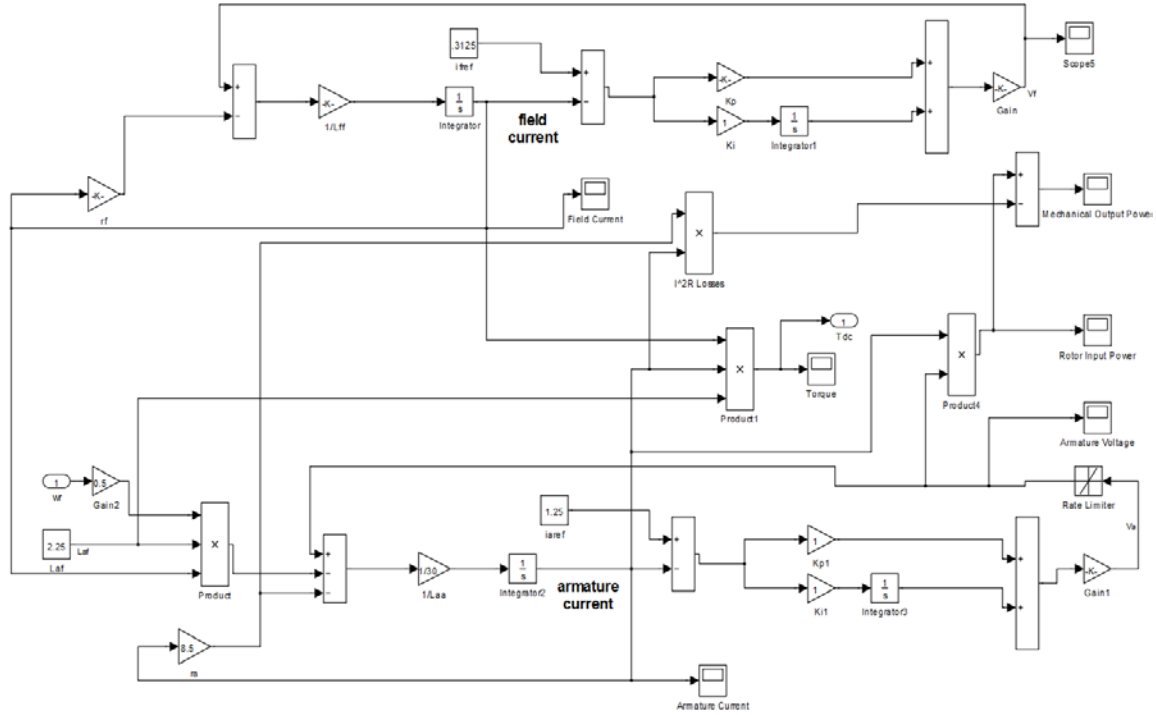 .3125
ifref
+
−
+
−
-K-
1/Lff
1
s
Integrator
field
current
-K-
Kp
1
Ki
1
s
Integrator1
+
+
-K-
Gain
Vf
Scope5
-K-
rf
Field Current
×
I^2R Losses
+
−
Mechanical Output Power
1
Tdc
×
Product1
Torque
×
Product4
Rotor Input Power
Armature Voltage
1
wr
0.5
Gain2
2.25
Laf
Laf
×
Product
+
−
−
1/30
1/Laa
1
s
Integrator2
armature
current
1.25
iaref
+
−
1
Kp1
1
Ki1
1
s
Integrator3
+
+
-K-
Gain1
Va
Rate Limiter
8.5
ra
Armature Current